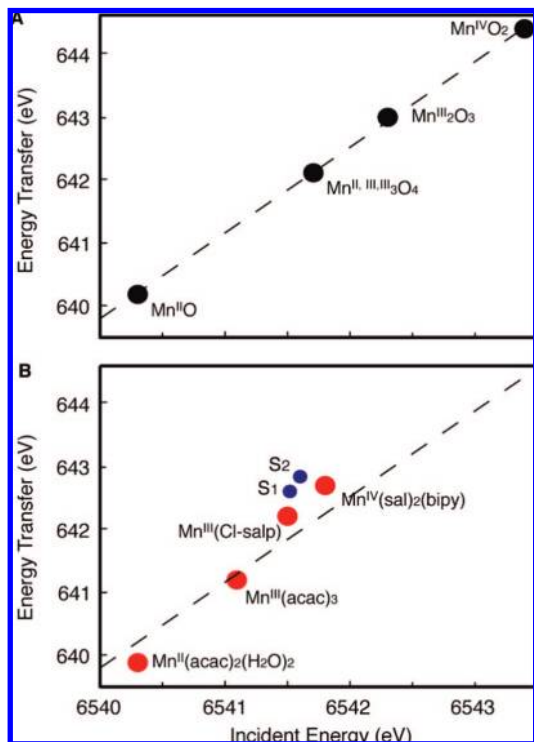 A
Mn^IVO₂
644
643
Mn^III₂O₃
642
Mn^II, III,III₃O₄
641
640
Mn^IIO
Energy Transfer (eV)
B
644
643
S2
S1
Mn^IV(sal)₂(bipy)
642
Mn^III(Cl-salp)
641
Mn^III(acac)₃
640
Mn^II(acac)₂(H₂O)₂
Energy Transfer (eV)
6540 6541 6542 6543
Incident Energy (eV)